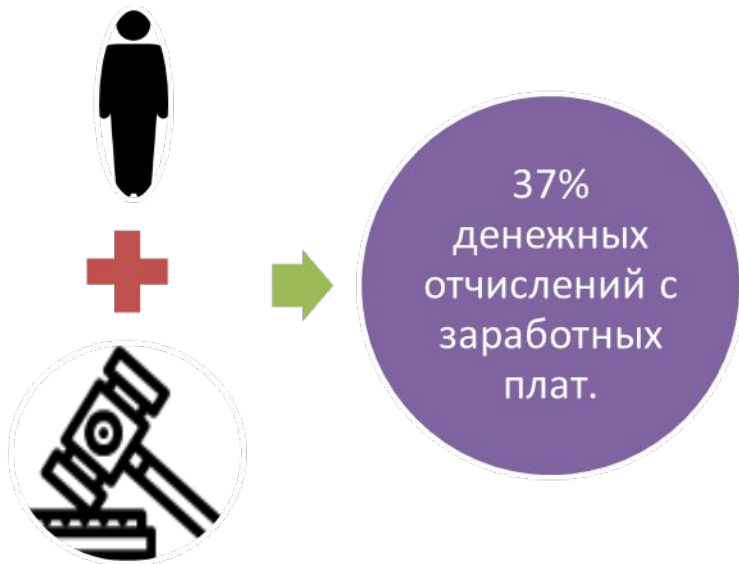 37%
денежных
отчислений с
заработных
плат.